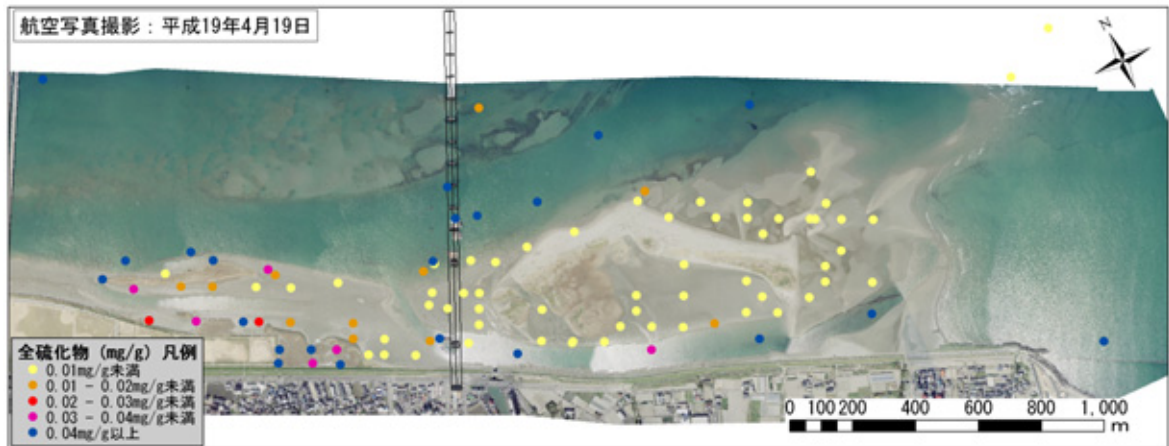 航空写真撮影：平成19年4月19日
N
全硫化物 (mg/g) 凡例
0.01mg/g未満
0.01 - 0.02mg/g未満
0.02 - 0.03mg/g未満
0.03 - 0.04mg/g未満
0.04mg/g以上
0 100 200 400 600 800 1,000
m